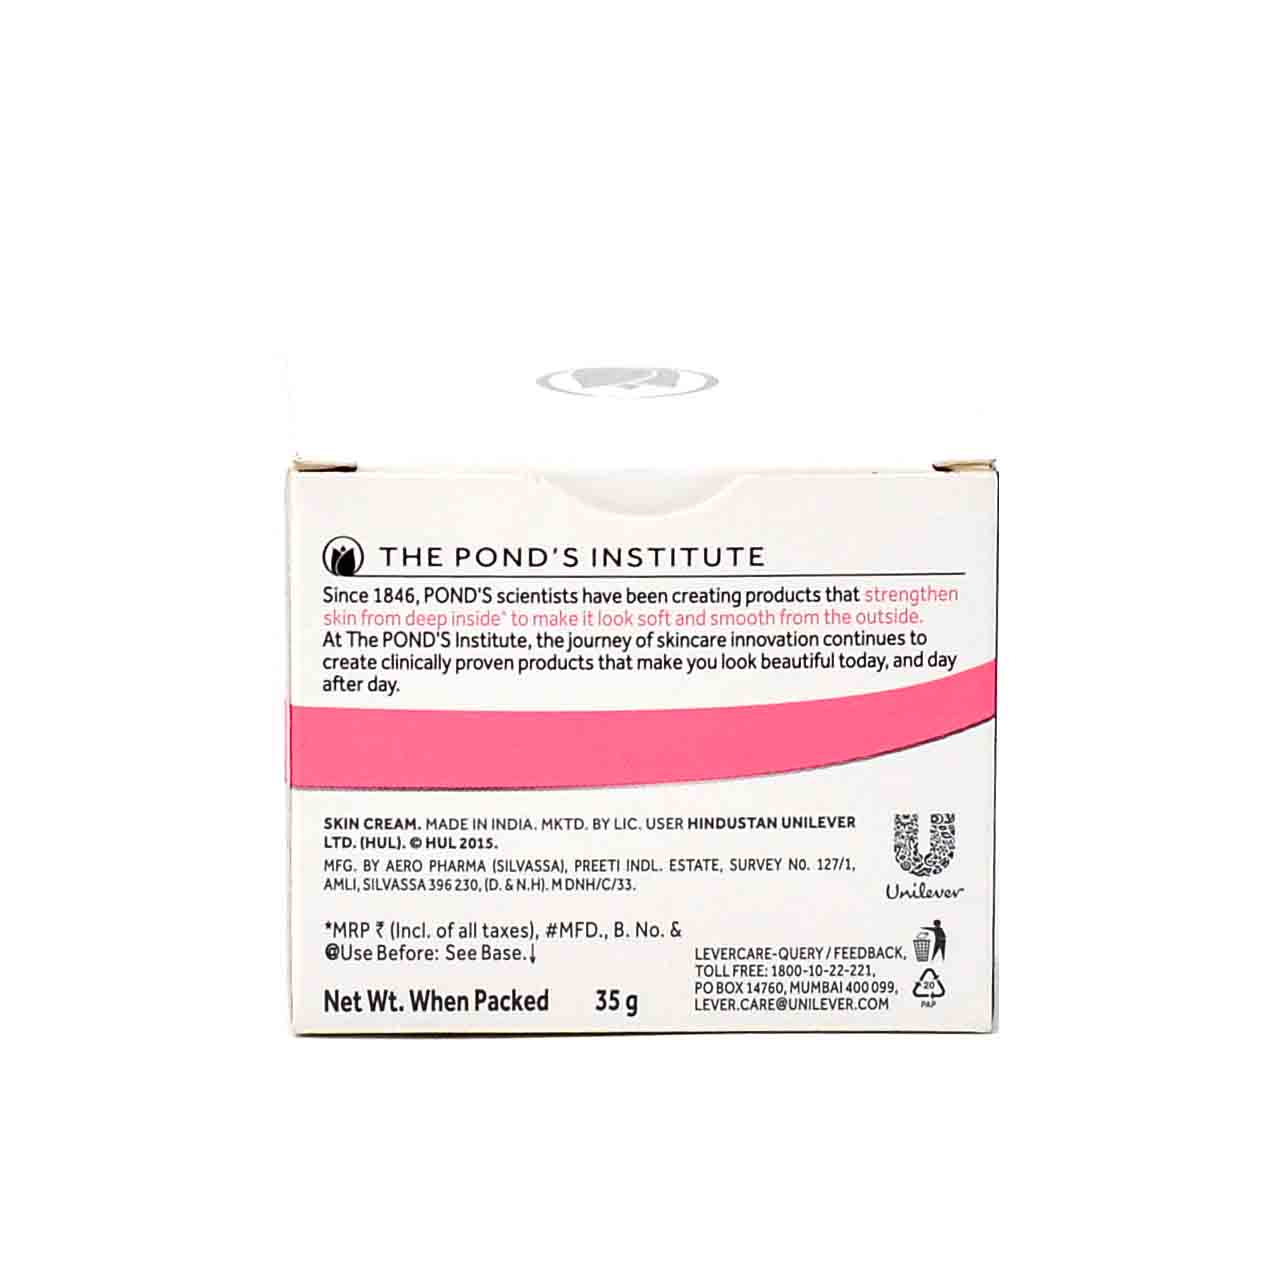 THE POND'S INSTITUTE
Since 1846, POND'S scientists have been creating products that strengthen
skin from deep inside* to make it look soft and smooth from the outside.
At The POND'S Institute, the journey of skincare innovation continues to
create clinically proven products that make you look beautiful today, and day
after day.
SKIN CREAM. MADE IN INDIA. MKTD. BY LIC. USER HINDUSTAN UNILEVER
LTD. (HUL). © HUL 2015.
MFG. BY AERO PHARMA (SILVASSA), PREETI INDL. ESTATE, SURVEY NO. 127/1,
AMLI, SILVASSA 396 230, (D. & N.H). M DNH/C/33.
Unilever
*MRP ₹ (Incl. of all taxes), #MFD., B. No. &
@Use Before: See Base.↓
Net Wt. When Packed 35 g
LEVERCARE-QUERY / FEEDBACK,
TOLL FREE: 1800-10-22-221,
PO BOX 14760, MUMBAI 400 099,
LEVER.CARE@UNILEVER.COM
20
PAP